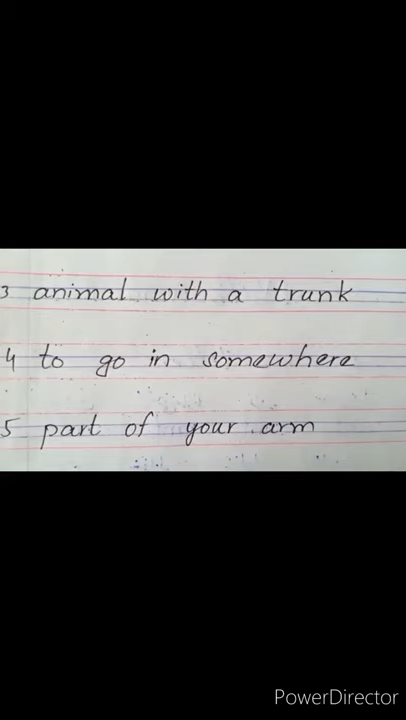 3 animal with a trunk
4 to go in somewhere
5 part of your arm
PowerDirector